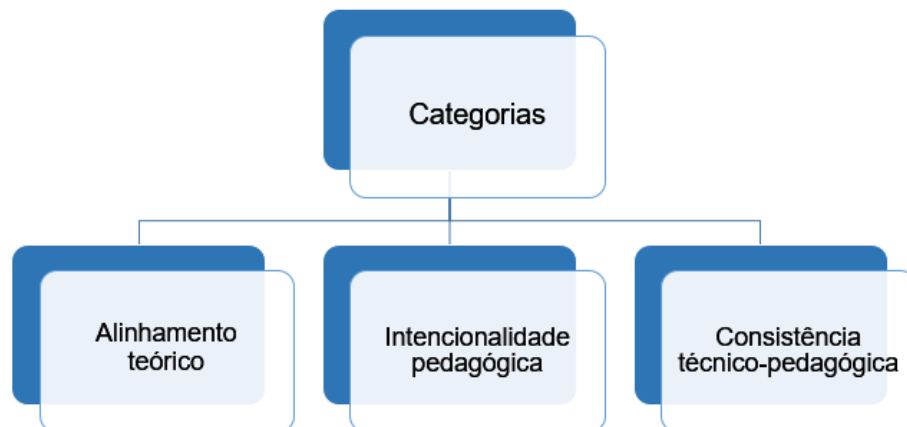 Categorias
Alinhamento
teórico
Intencionalidade
pedagógica
Consistência
técnico-pedagógica